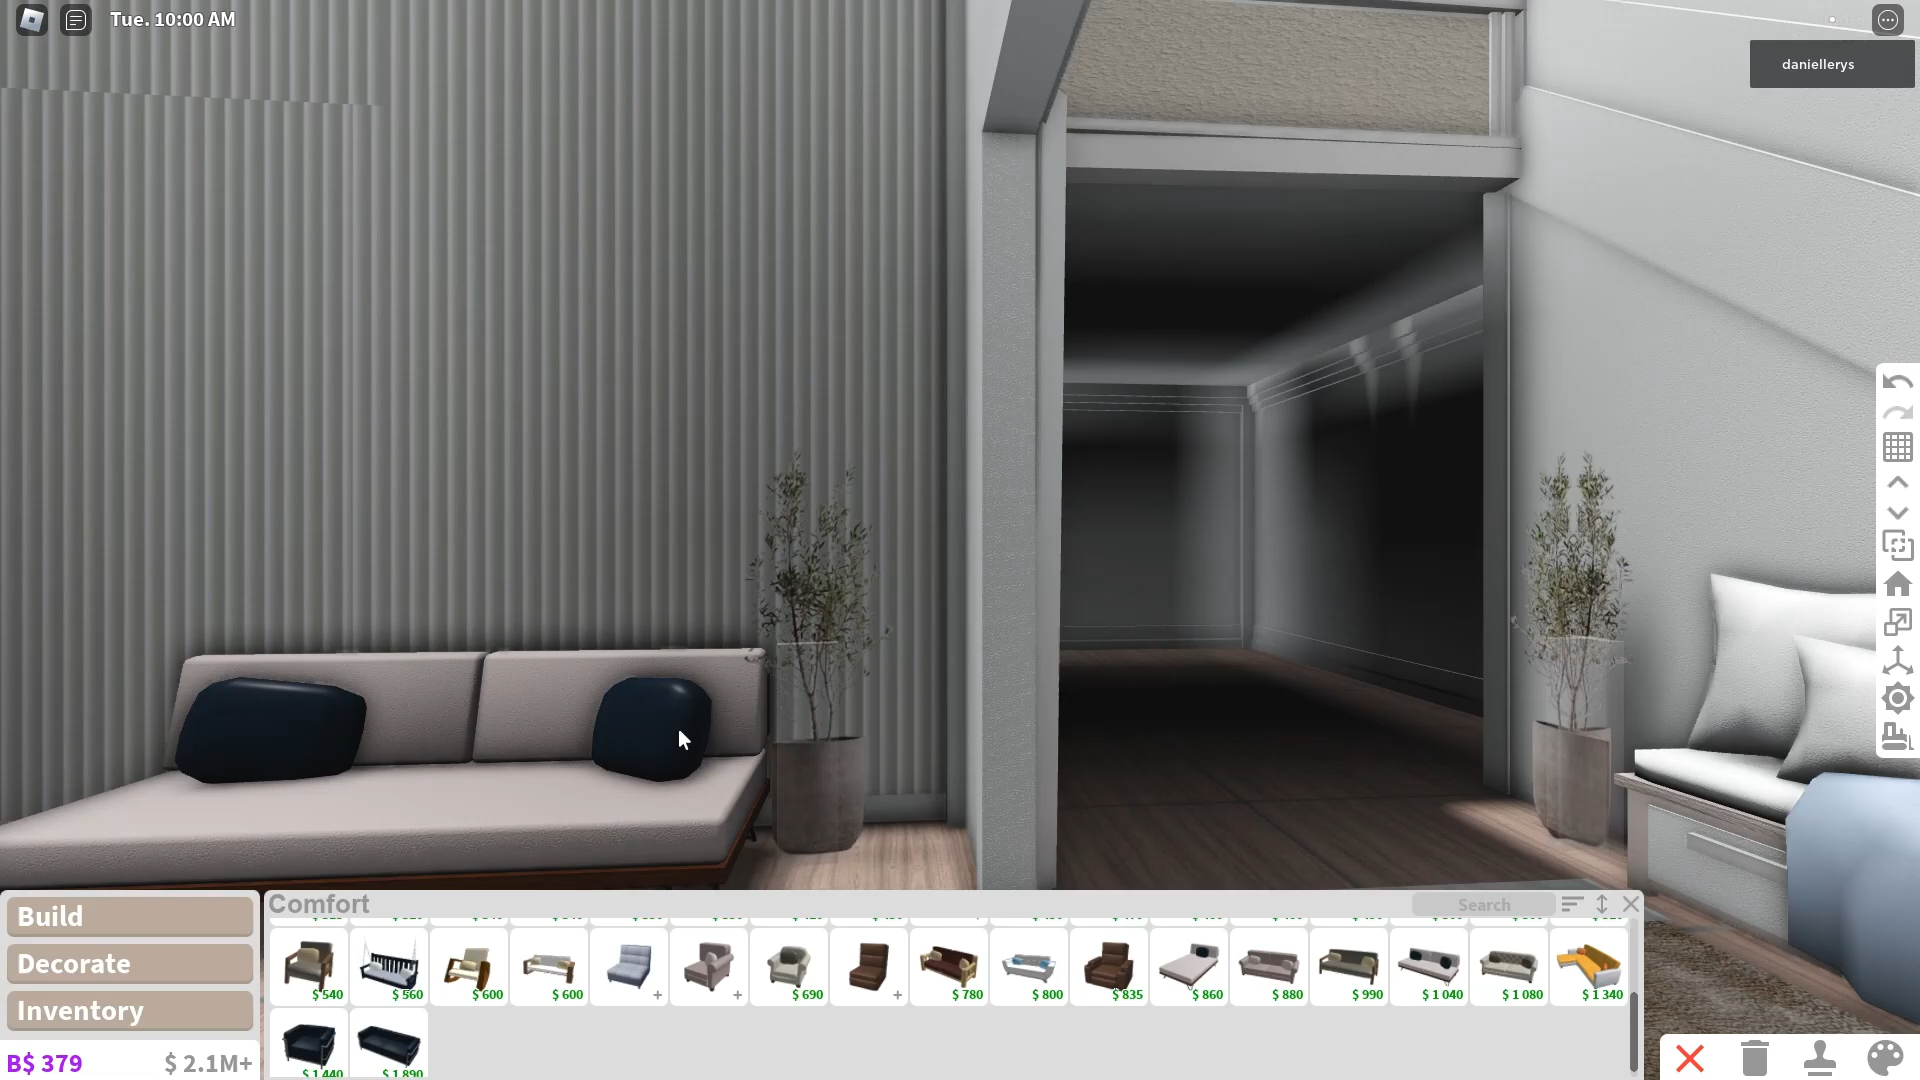 Tue. 10:00 AM
daniellerys
Build
Decorate
Inventory
B$ 379
$ 2.1M+
Comfort
Search
$ 540
$ 560
$ 600
$ 600
+
+
$ 690
+
$ 780
$ 800
$ 835
$ 860
$ 880
$ 990
$ 1 040
$ 1 080
$ 1 340
$ 1 440
$ 1 890